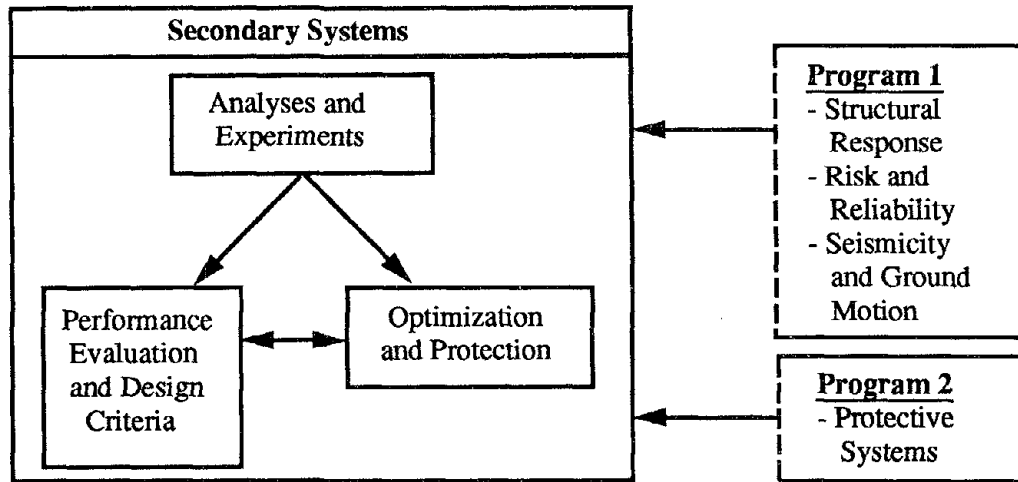 Secondary Systems
Analyses and
Experiments
Performance
Evaluation
and Design
Criteria
Optimization
and Protection
Program 1
- Structural
Response
- Risk and
Reliability
- Seismicity
and Ground
Motion
Program 2
- Protective
Systems